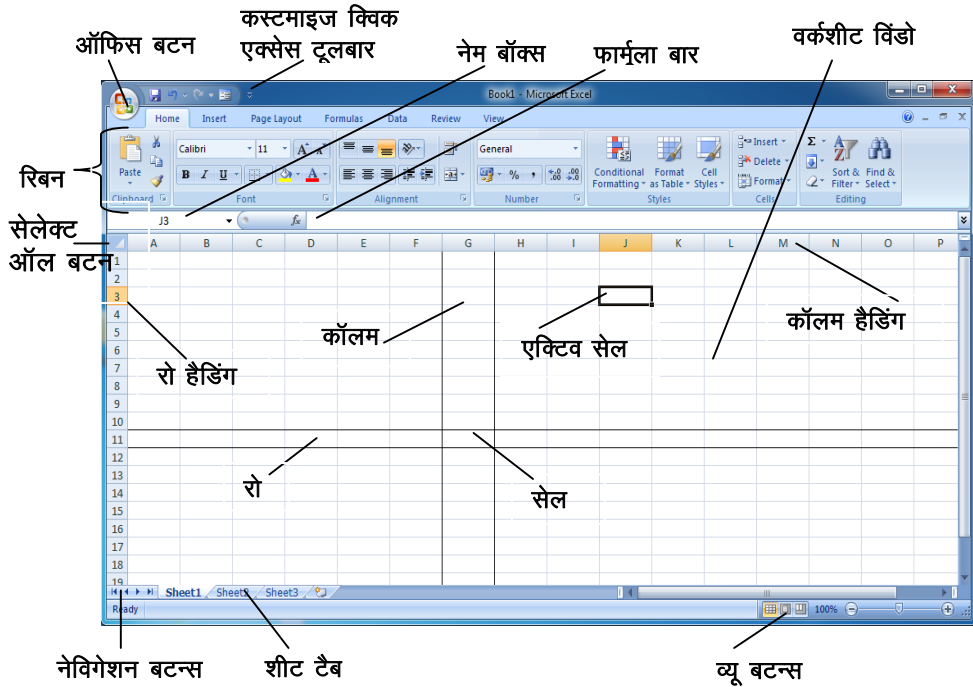 कस्टमाइज क्विक
एक्सेस टूलबार
ऑफिस बटन
नेम बॉक्स
फार्मूला बार
वर्कशीट विंडो
Book1 - Microsoft Excel
Home Insert Page Layout Formulas Data Review View
रिबन
Paste
Calibri 11
General
Conditional Formatting
Format as Table
Cell Styles
Insert
Delete
Format
Σ
Sort & Filter
Find & Select
Clipboard Font Alignment Number Styles Cells Editing
J3 fx
सेलेक्ट
ऑल बटन
A B C D E F G H I J K L M N O P
1
2
3
4
5
6
7
8
9
10
11
12
13
14
15
16
17
18
19
कॉलम
एक्टिव सेल
कॉलम हैडिंग
रो हैडिंग
रो
सेल
Sheet1 Sheet2 Sheet3
Ready 100%
नेविगेशन बटन्स
शीट टैब
व्यू बटन्स